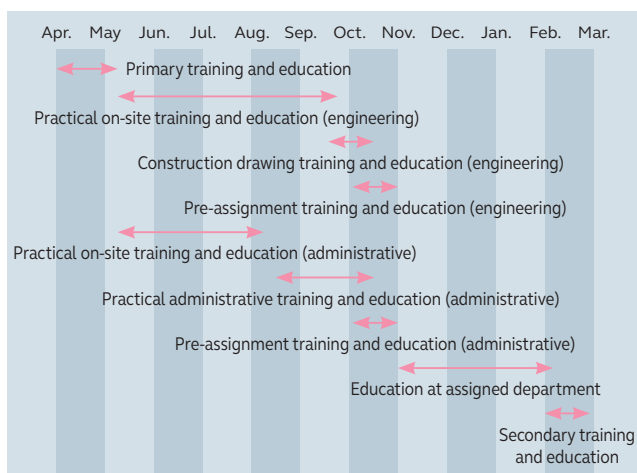 Apr. May Jun. Jul. Aug. Sep. Oct. Nov. Dec. Jan. Feb. Mar.
Primary training and education
Practical on-site training and education (engineering)
Construction drawing training and education (engineering)
Pre-assignment training and education (engineering)
Practical on-site training and education (administrative)
Practical administrative training and education (administrative)
Pre-assignment training and education (administrative)
Education at assigned department
Secondary training
and education